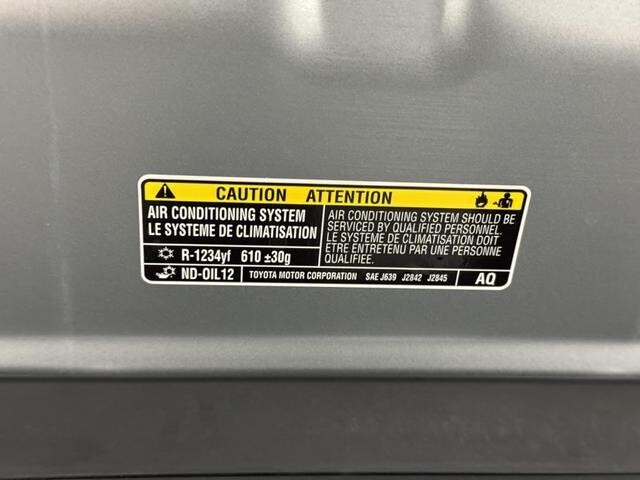 CAUTION ATTENTION
AIR CONDITIONING SYSTEM
LE SYSTEME DE CLIMATISATION
R-1234yf 610 ±30g
ND-OIL12
AIR CONDITIONING SYSTEM SHOULD BE
SERVICED BY QUALIFIED PERSONNEL.
LE SYSTEME DE CLIMATISATION DOIT
ETRE ENTRETENU PAR UNE PERSONNE
QUALIFIEE.
TOYOTA MOTOR CORPORATION SAE J639 J2842 J2845
AQ